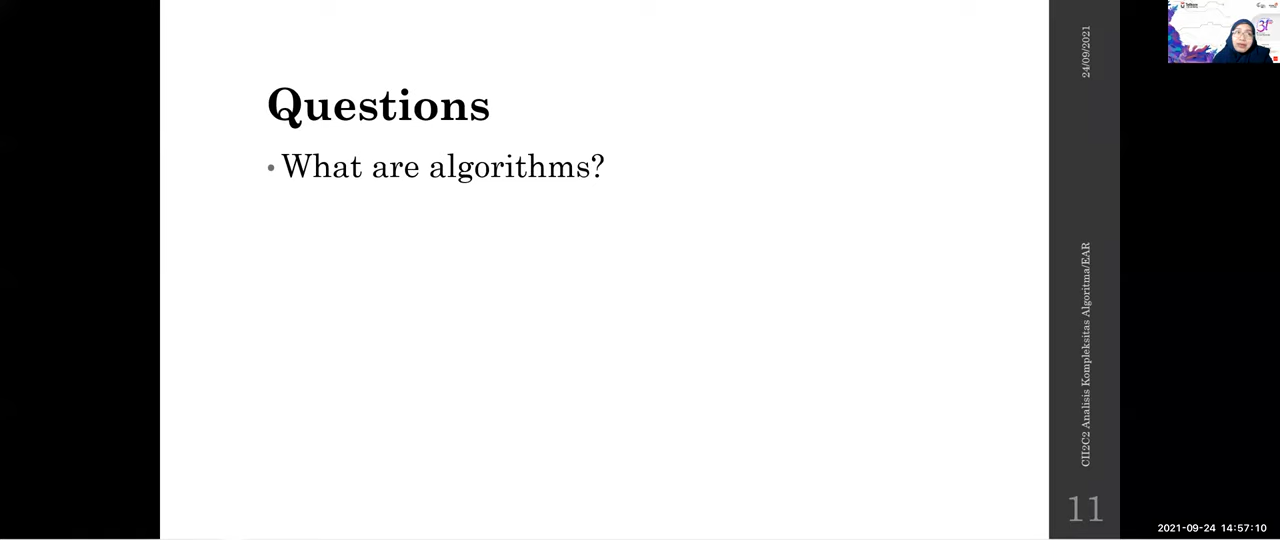 Questions
• What are algorithms?
24/09/2021
CII2C2 Analisis Kompleksitas Algoritma/EAR
11
2021-09-24 14:57:10